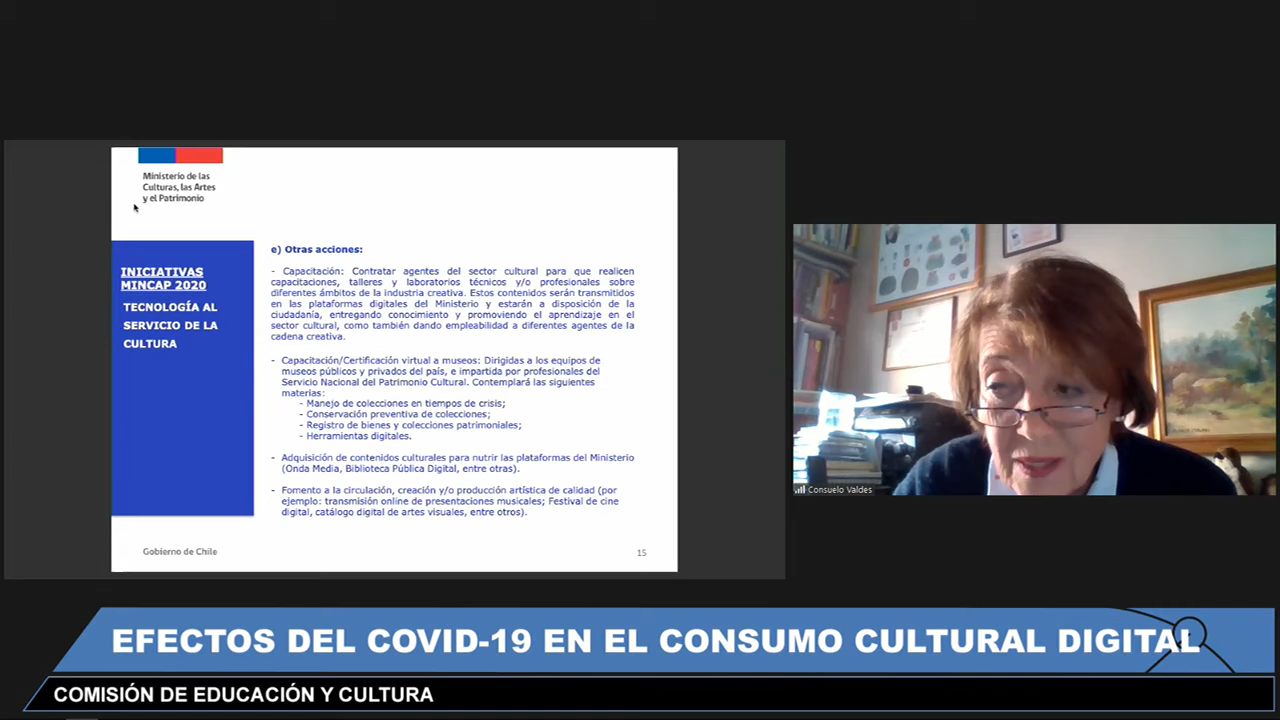 Ministerio de las
Culturas, las Artes
y el Patrimonio
INICIATIVAS
MINCAP 2020
TECNOLOGÍA AL
SERVICIO DE LA
CULTURA
e) Otras acciones:
- Capacitación: Contratar agentes del sector cultural para que realicen
capacitaciones, talleres y laboratorios técnicos y/o profesionales sobre
diferentes ámbitos de la industria creativa. Estos contenidos serán transmitidos
en las plataformas digitales del Ministerio y estarán a disposición de la
ciudadanía, entregando conocimiento y promoviendo el aprendizaje en el
sector cultural, como también dando empleabilidad a diferentes agentes de la
cadena creativa.
- Capacitación/Certificación virtual a museos: Dirigidas a los equipos de
museos públicos y privados del país, e impartida por profesionales del
Servicio Nacional del Patrimonio Cultural. Contemplará las siguientes
materias:
- Manejo de colecciones en tiempos de crisis;
- Conservación preventiva de colecciones;
- Registro de bienes y colecciones patrimoniales;
- Herramientas digitales.
- Adquisición de contenidos culturales para nutrir las plataformas del Ministerio
(Onda Media, Biblioteca Pública Digital, entre otras).
- Fomento a la circulación, creación y/o producción artística de calidad (por
ejemplo: transmisión online de presentaciones musicales; Festival de cine
digital, catálogo digital de artes visuales, entre otros).
Gobierno de Chile
15
Consuelo Valdes
EFECTOS DEL COVID-19 EN EL CONSUMO CULTURAL DIGITAL
COMISIÓN DE EDUCACIÓN Y CULTURA